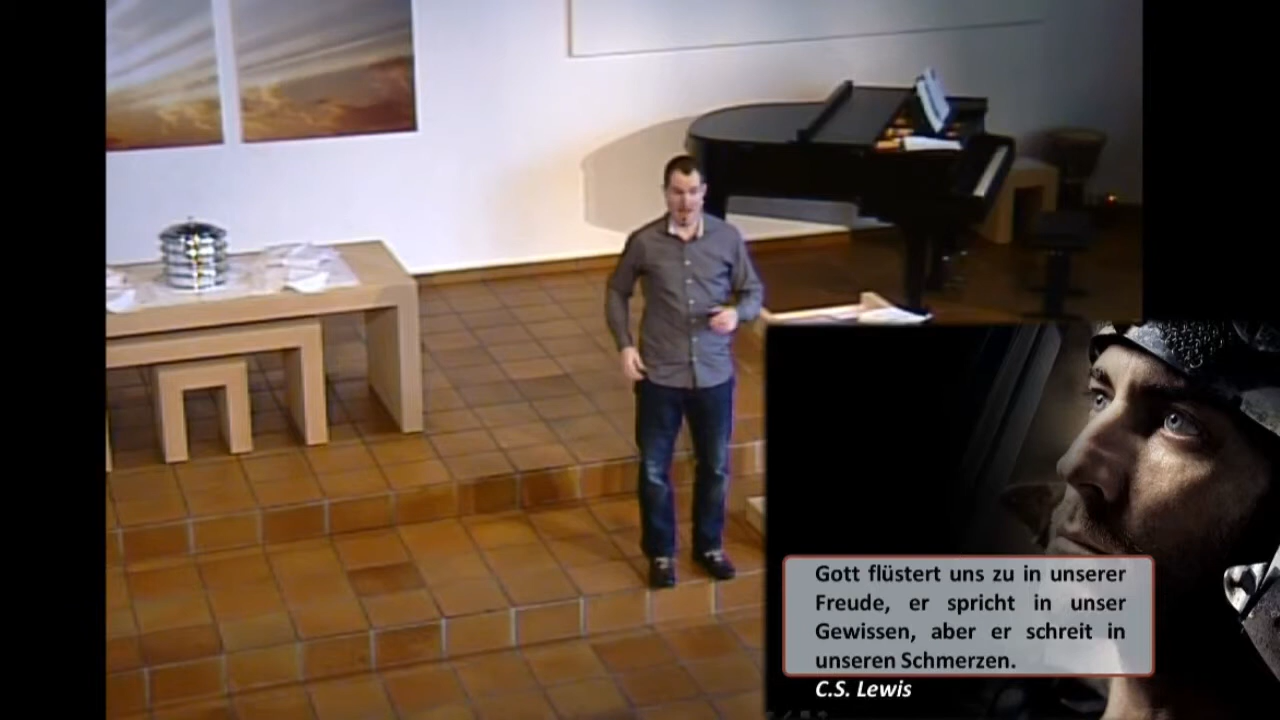 Gott flüstert uns zu in unserer
Freude, er spricht in unser
Gewissen, aber er schreit in
unseren Schmerzen.
C.S. Lewis